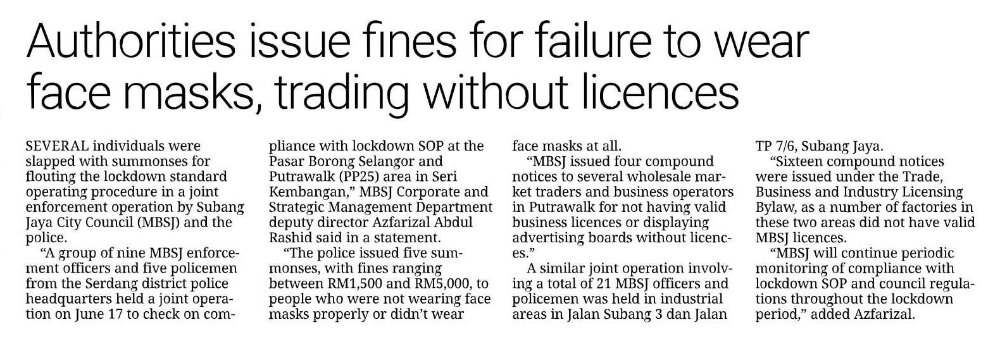 Authorities issue fines for failure to wear
face masks, trading without licences
SEVERAL individuals were
slapped with summonses for
flouting the lockdown standard
operating procedure in a joint
enforcement operation by Subang
Jaya City Council (MBSJ) and the
police.
“A group of nine MBSJ enforce-
ment officers and five policemen
from the Serdang district police
headquarters held a joint opera-
tion on June 17 to check on com-
pliance with lockdown SOP at the
Pasar Borong Selangor and
Putrawalk (PP25) area in Seri
Kembangan,” MBSJ Corporate and
Strategic Management Department
deputy director Azfarizal Abdul
Rashid said in a statement.
“The police issued five sum-
monses, with fines ranging
between RM1,500 and RM5,000, to
people who were not wearing face
masks properly or didn’t wear
face masks at all.
“MBSJ issued four compound
notices to several wholesale mar-
ket traders and business operators
in Putrawalk for not having valid
business licences or displaying
advertising boards without licenc-
es.”
A similar joint operation involv-
ing a total of 21 MBSJ officers and
policemen was held in industrial
areas in Jalan Subang 3 dan Jalan
TP 7/6, Subang Jaya.
“Sixteen compound notices
were issued under the Trade,
Business and Industry Licensing
Bylaw, as a number of factories in
these two areas did not have valid
MBSJ licences.
“MBSJ will continue periodic
monitoring of compliance with
lockdown SOP and council regula-
tions throughout the lockdown
period,” added Azfarizal.